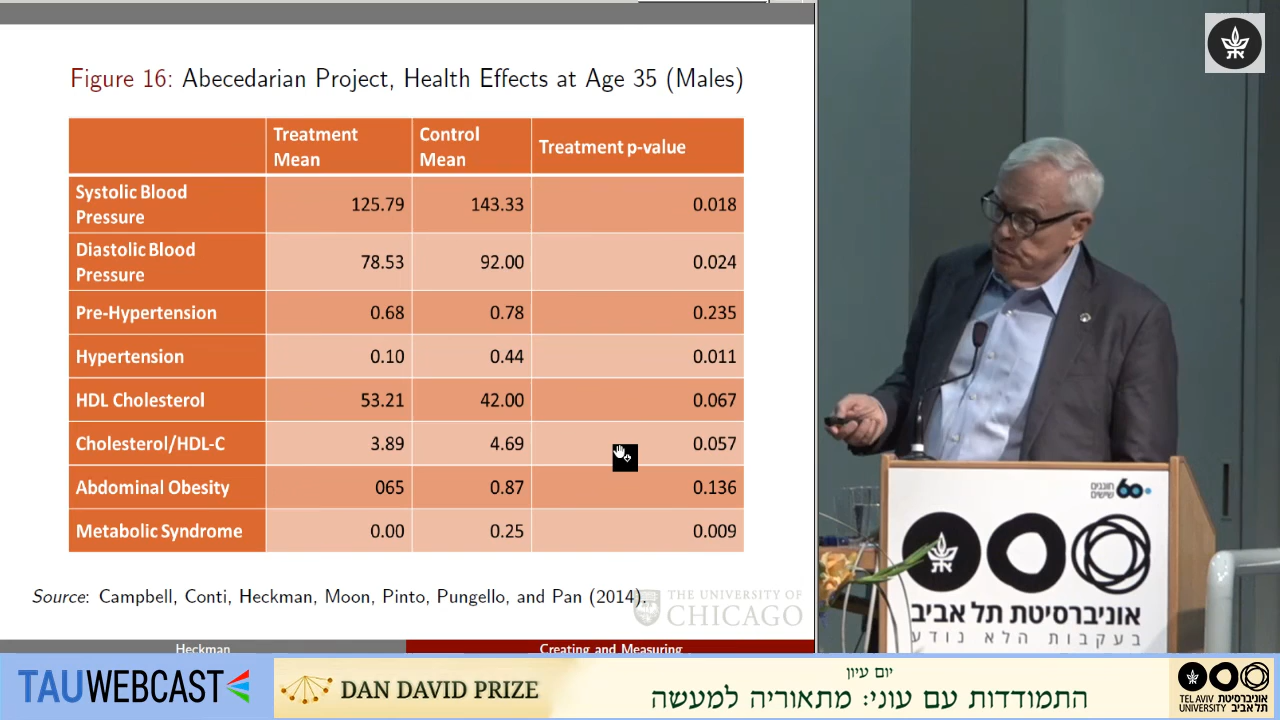 Figure 16: Abecedarian Project, Health Effects at Age 35 (Males)
Treatment Mean
Control Mean
Treatment p-value
Systolic Blood Pressure 125.79 143.33 0.018
Diastolic Blood Pressure 78.53 92.00 0.024
Pre-Hypertension 0.68 0.78 0.235
Hypertension 0.10 0.44 0.011
HDL Cholesterol 53.21 42.00 0.067
Cholesterol/HDL-C 3.89 4.69 0.057
Abdominal Obesity 065 0.87 0.136
Metabolic Syndrome 0.00 0.25 0.009
Source: Campbell, Conti, Heckman, Moon, Pinto, Pungello, and Pan (2014).
THE UNIVERSITY OF
CHICAGO
Heckman
Creating and Measuring
חוגגים
שישים
60
אוניברסיטת תל אביב
בעקבות הלא נודע
TAUWEBCAST
DAN DAVID PRIZE
יום עיון
התמודדות עם עוני: מתאוריה למעשה
TEL AVIV UNIVERSITY
אוניברסיטת תל אביב